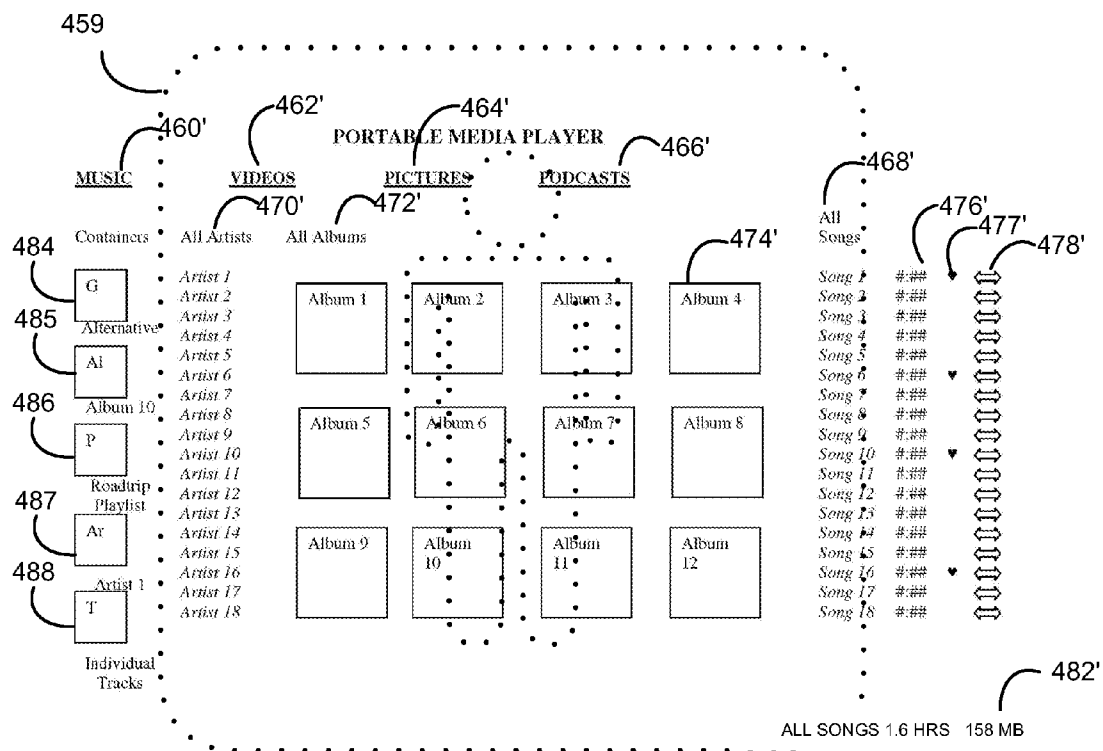 459
462' 464'
460' PORTABLE MEDIA PLAYER 466' 468'
MUSIC VIDEOS PICTURES PODCASTS
470' 472' 474' 476' 477' 478'
Containers All Artists All Albums All Songs
484
G
Alternative
485
Al
Album 10
486
P
Roadtrip
Playlist
487
Ar
Artist 1
488
T
Individual
Tracks
Artist 1
Artist 2
Artist 3
Artist 4
Artist 5
Artist 6
Artist 7
Artist 8
Artist 9
Artist 10
Artist 11
Artist 12
Artist 13
Artist 14
Artist 15
Artist 16
Artist 17
Artist 18
Album 1 Album 2 Album 3 Album 4
Album 5 Album 6 Album 7 Album 8
Album 9 Album 10 Album 11 Album 12
Song 1 #:## ♥
Song 2 #:##
Song 3 #:##
Song 4 #:##
Song 5 #:##
Song 6 #:## ♥
Song 7 #:##
Song 8 #:##
Song 9 #:##
Song 10 #:## ♥
Song 11 #:##
Song 12 #:##
Song 13 #:##
Song 14 #:##
Song 15 #:##
Song 16 #:## ♥
Song 17 #:##
Song 18 #:##
482'
ALL SONGS 1.6 HRS 158 MB